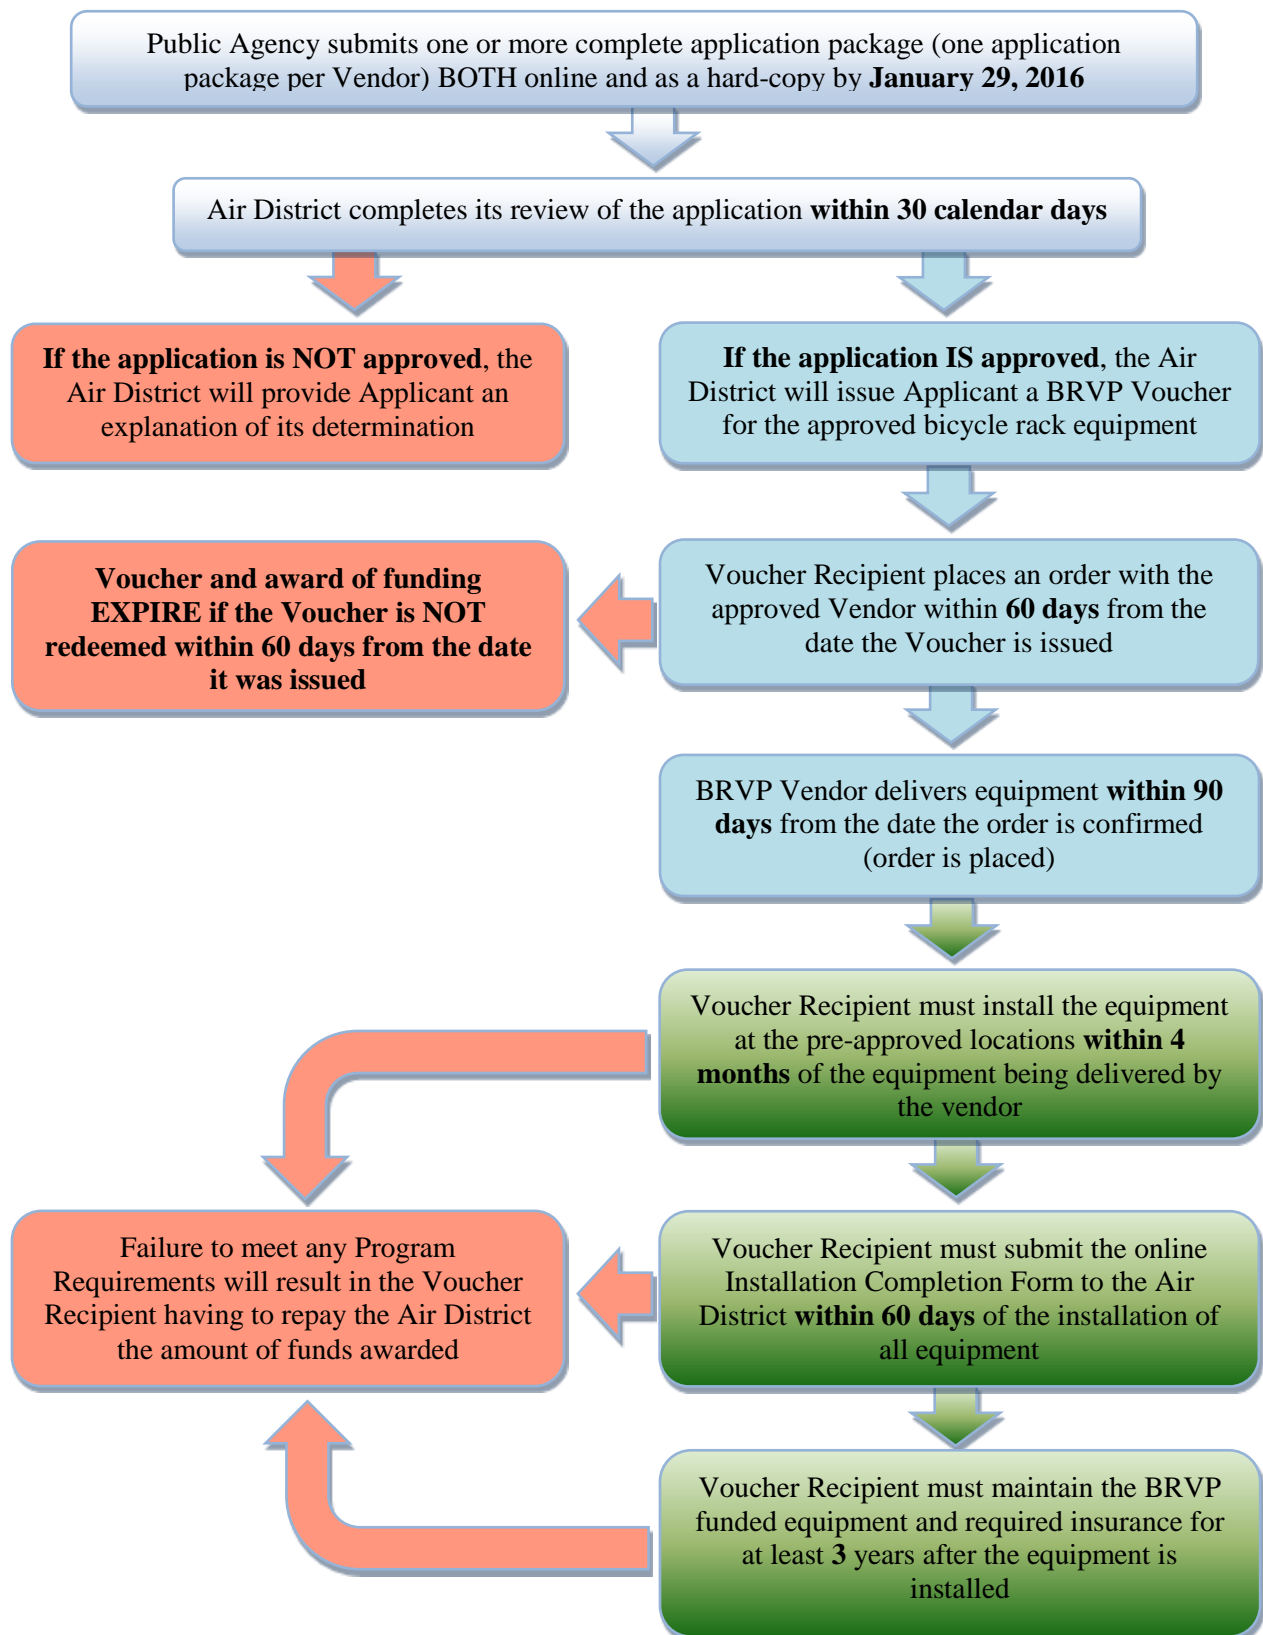 Public Agency submits one or more complete application package (one application
package per Vendor) BOTH online and as a hard-copy by January 29, 2016
Air District completes its review of the application within 30 calendar days
If the application is NOT approved, the
Air District will provide Applicant an
explanation of its determination
If the application IS approved, the Air
District will issue Applicant a BRVP Voucher
for the approved bicycle rack equipment
Voucher and award of funding
EXPIRE if the Voucher is NOT
redeemed within 60 days from the date
it was issued
Voucher Recipient places an order with the
approved Vendor within 60 days from the
date the Voucher is issued
BRVP Vendor delivers equipment within 90
days from the date the order is confirmed
(order is placed)
Voucher Recipient must install the equipment
at the pre-approved locations within 4
months of the equipment being delivered by
the vendor
Failure to meet any Program
Requirements will result in the Voucher
Recipient having to repay the Air District
the amount of funds awarded
Voucher Recipient must submit the online
Installation Completion Form to the Air
District within 60 days of the installation of
all equipment
Voucher Recipient must maintain the BRVP
funded equipment and required insurance for
at least 3 years after the equipment is
installed